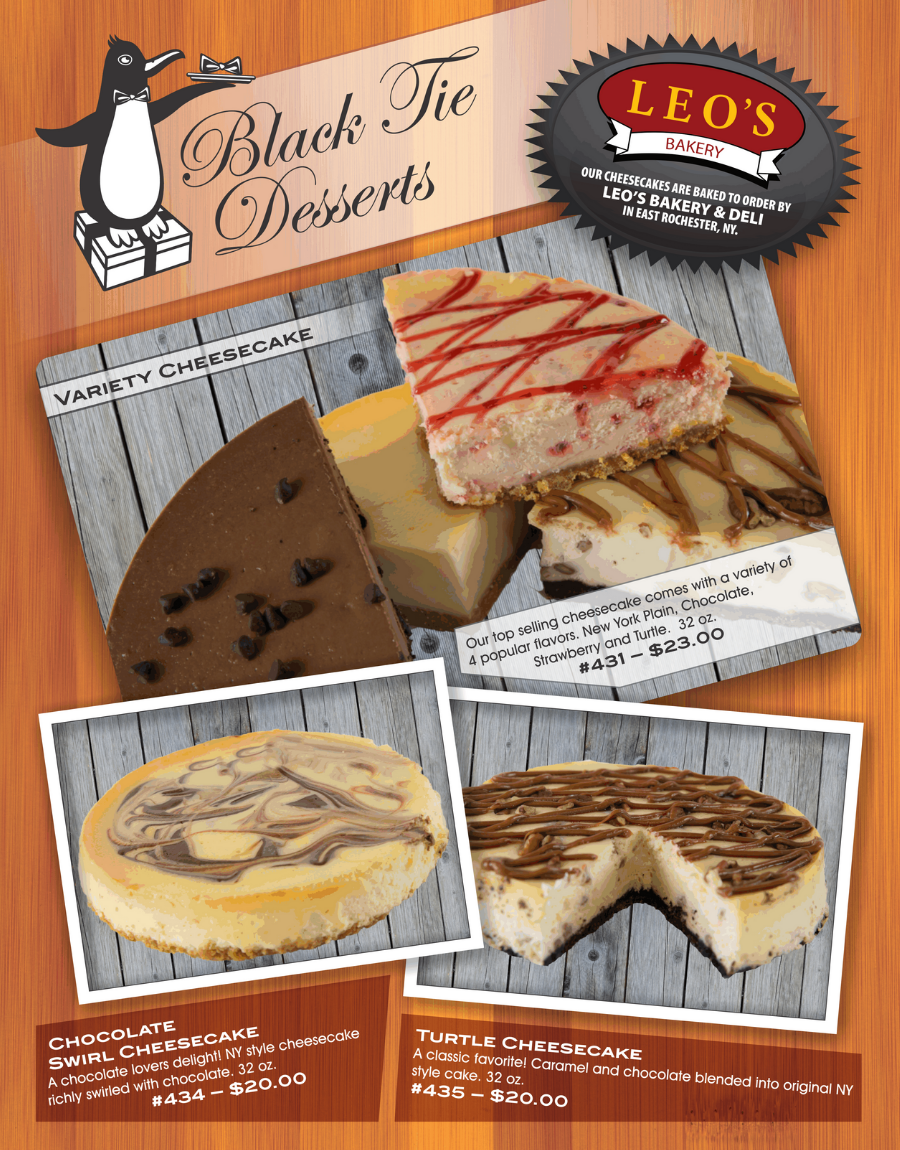 Black Tie
Desserts
LEO'S
BAKERY
OUR CHEESECAKES ARE BAKED TO ORDER BY
LEO'S BAKERY & DELI
IN EAST ROCHESTER, NY.
VARIETY CHEESECAKE
Our top selling cheesecake comes with a variety of
4 popular flavors. New York Plain, Chocolate,
Strawberry and Turtle. 32 oz.
#431 – $23.00
CHOCOLATE
SWIRL CHEESECAKE
A chocolate lovers delight! NY style cheesecake
richly swirled with chocolate. 32 oz.
#434 – $20.00
TURTLE CHEESECAKE
A classic favorite! Caramel and chocolate blended into original NY
style cake. 32 oz.
#435 – $20.00